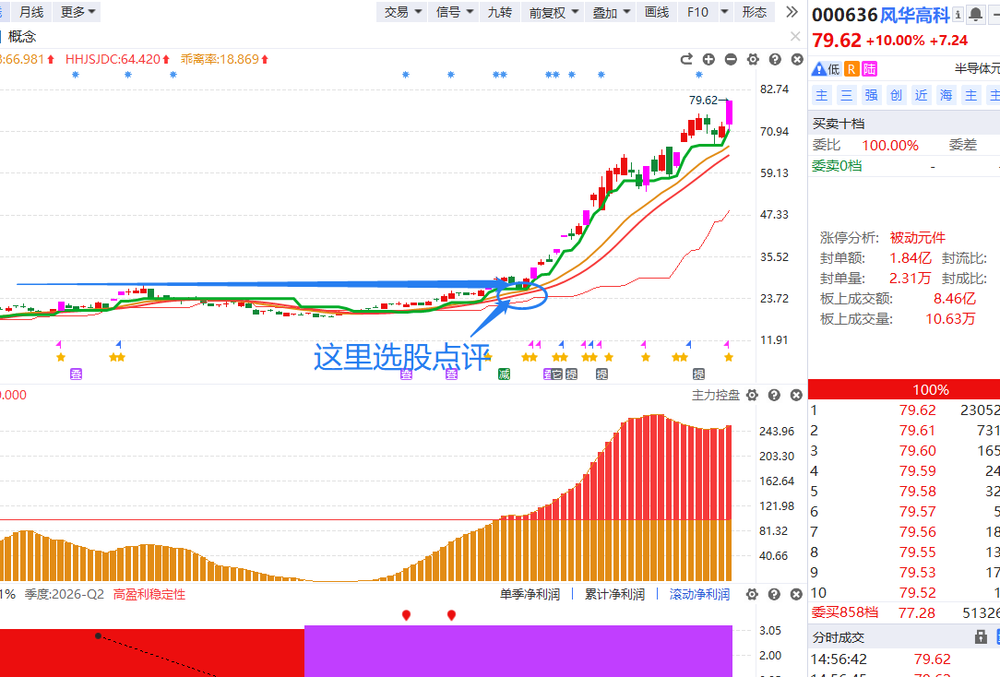 月线 更多
交易 信号 九转 前复权 叠加 画线 F10 形态
概念
66.981 HHJSJDC:64.420 乖离率:18.869
82.74
79.62
70.94
59.13
47.33
35.52
23.72
11.91
这里选股点评
减 提 提 提
0.000 主力控盘
243.96
203.30
162.64
121.98
81.32
40.66
1% 季度:2026-Q2 高盈利稳定性 单季净利润 累计净利润 滚动净利润
3.05
2.00
000636 风华高科
79.62 +10.00% +7.24
低 R 陆 半导体元
主 三 强 创 近 海 主 主
买卖十档
委比 100.00% 委差
委卖0档 -
涨停分析: 被动元件
封单额: 1.84亿 封流比:
封单量: 2.31万 封成比:
板上成交额: 8.46亿
板上成交量: 10.63万
100%
1 79.62 23052
2 79.61 731
3 79.60 165
4 79.59 24
5 79.58 32
6 79.57 5
7 79.56 18
8 79.55 13
9 79.53 17
10 79.52 1
委买858档 77.28 51326
分时成交
14:56:42 79.62